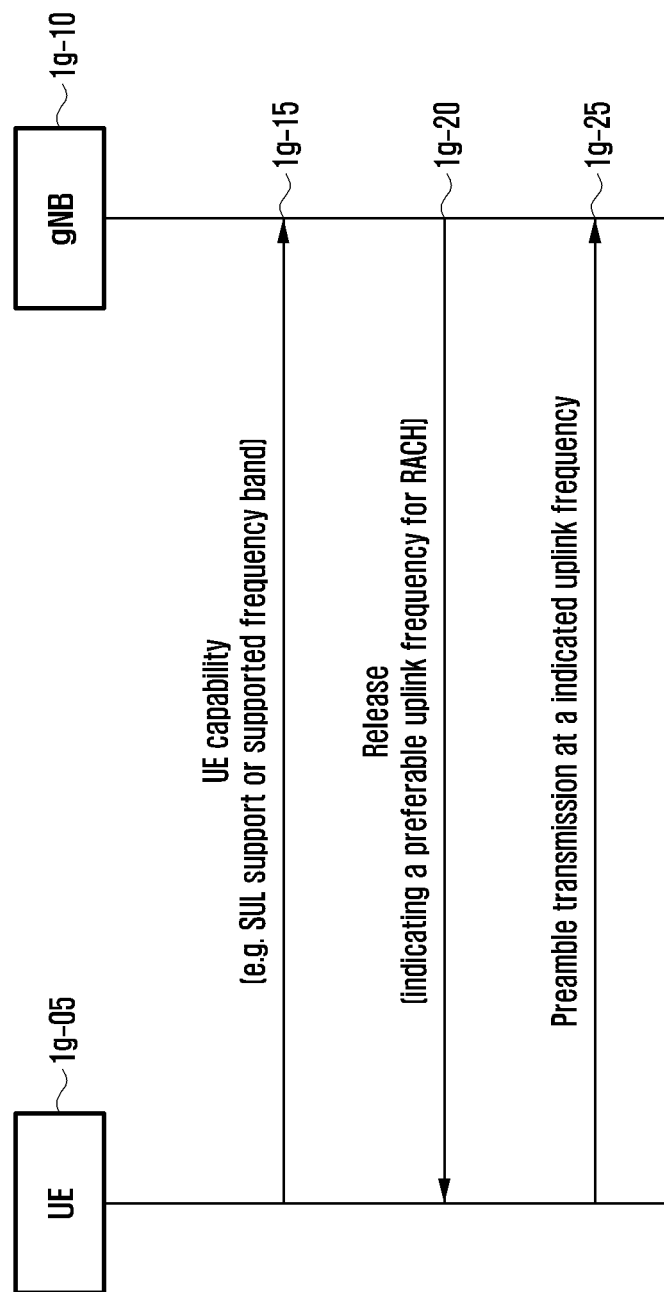 UE
1g-05
gNB
1g-10
UE capability
(e.g. SUL support or supported frequency band)
1g-15
Release
(indicating a preferable uplink frequency for RACH)
1g-20
Preamble transmission at a indicated uplink frequency
1g-25